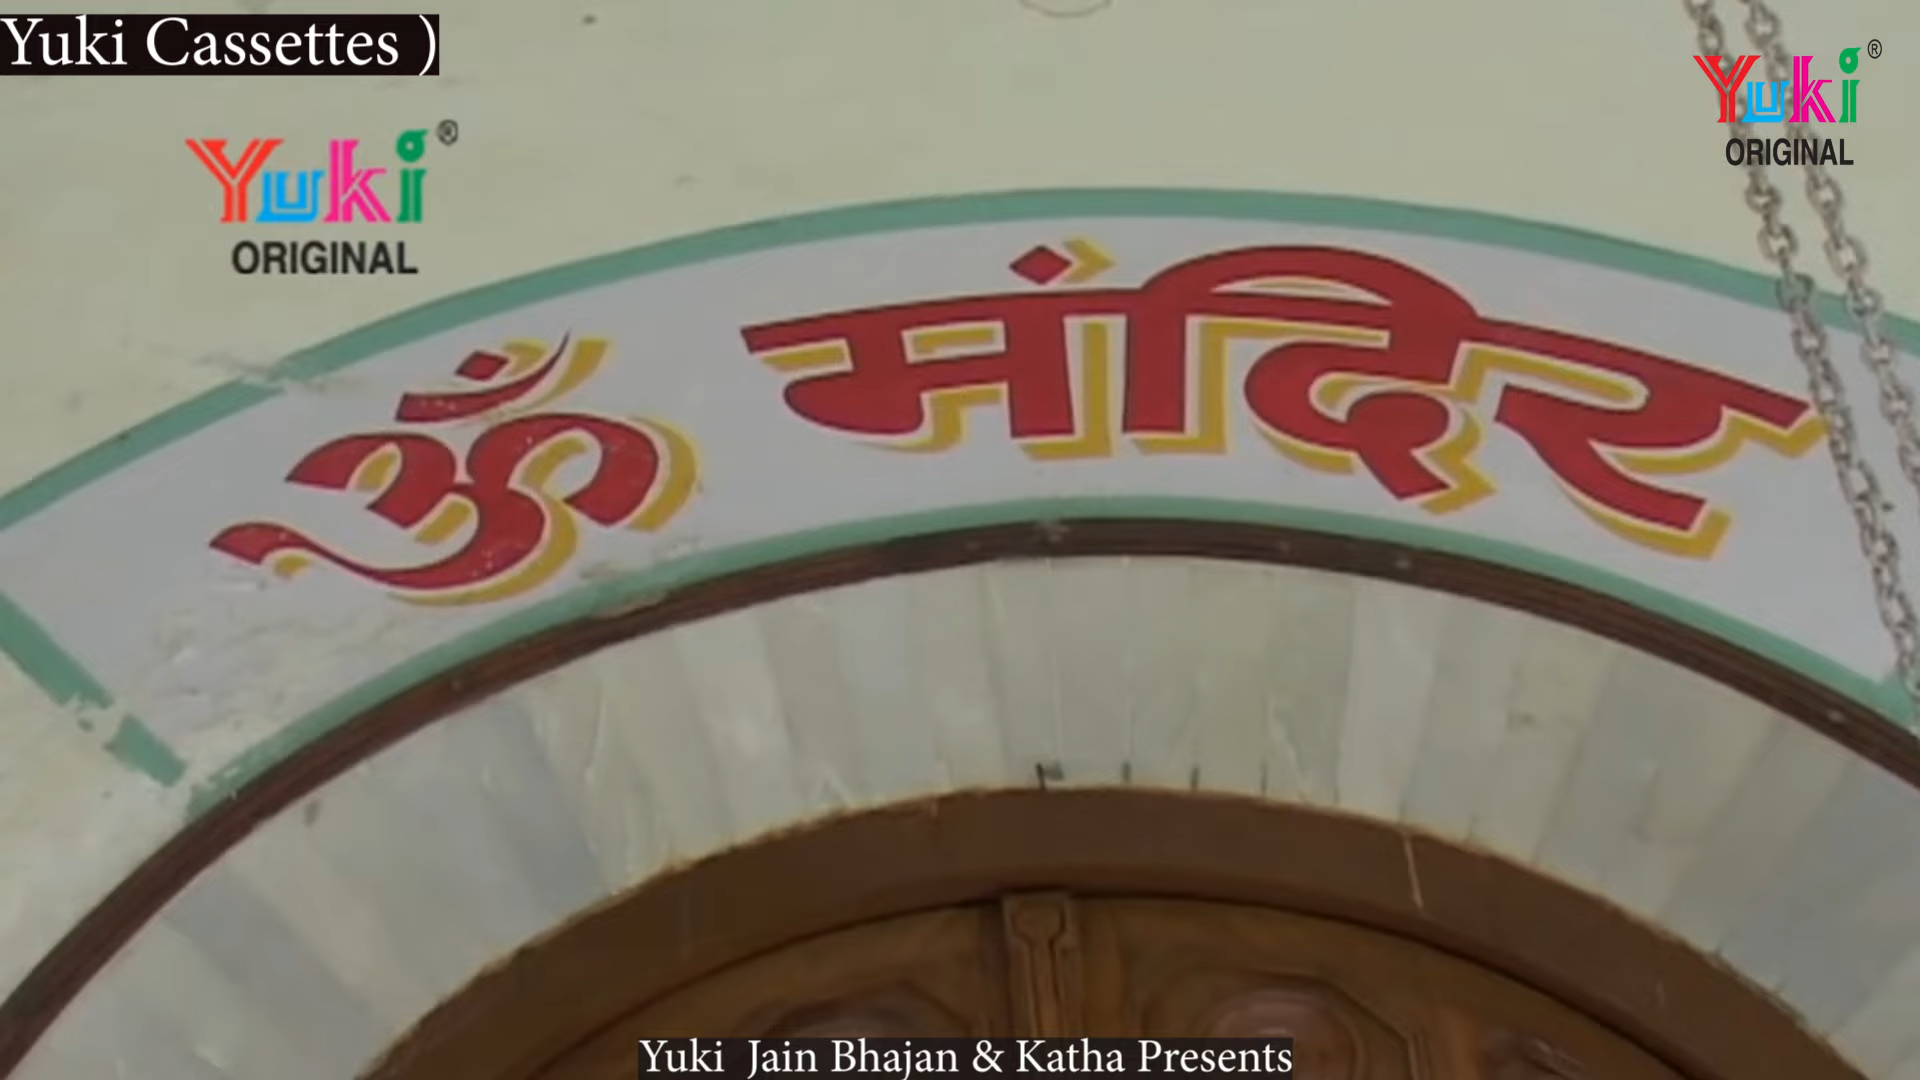 Yuki Cassettes )
Yuki ®
ORIGINAL
Yuki ®
ORIGINAL
ॐ मंदिर
Yuki Jain Bhajan & Katha Presents